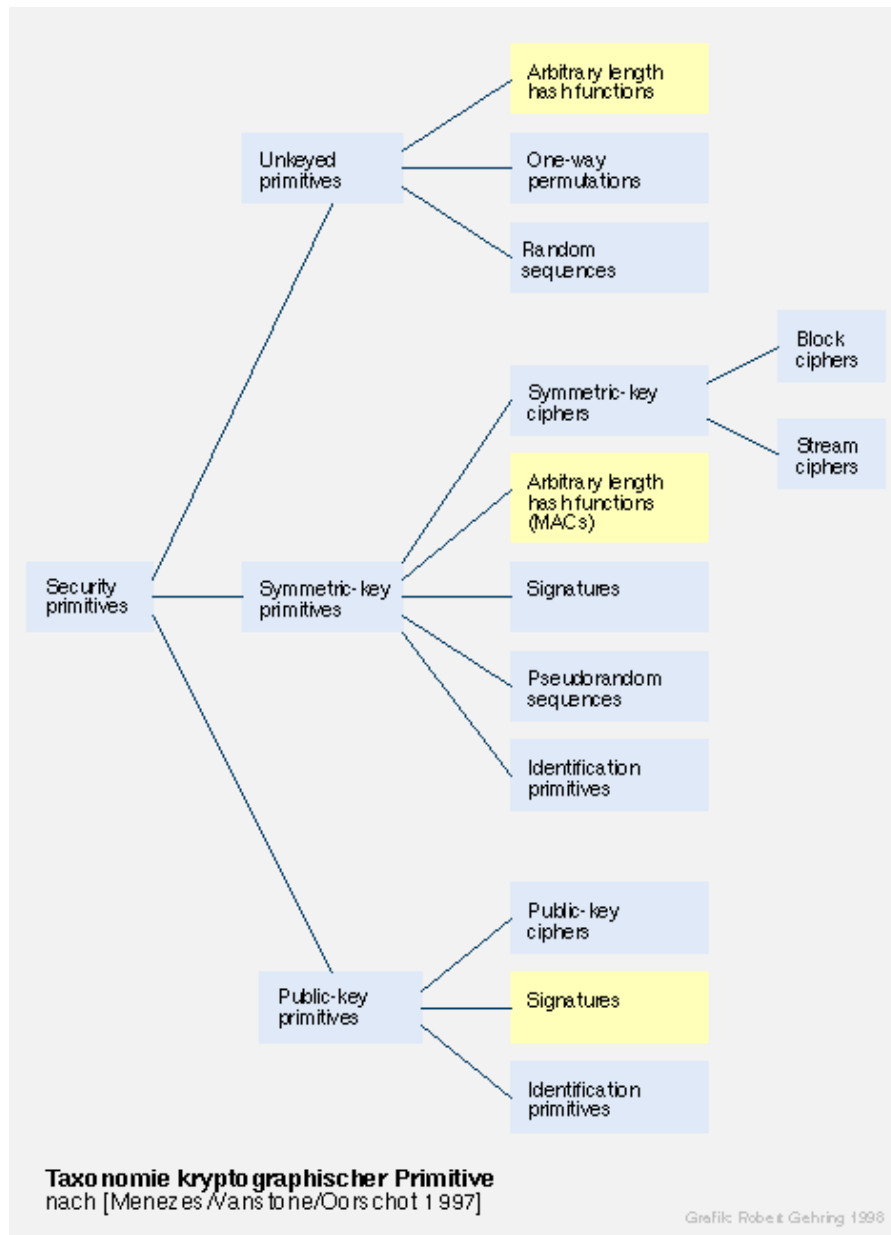 Arbitrary length
hash functions
Unkeyed
primitives
One-way
permutations
Random
sequences
Block
ciphers
Symmetric-key
ciphers
Stream
ciphers
Arbitrary length
hash functions
(MACs)
Security
primitives
Symmetric-key
primitives
Signatures
Pseudorandom
sequences
Identification
primitives
Public-key
ciphers
Public-key
primitives
Signatures
Identification
primitives
Taxonomie kryptographischer Primitive
nach [Menezes/Vanstone/Oorschot 1997]
Grafik: Robert Gehring 1998